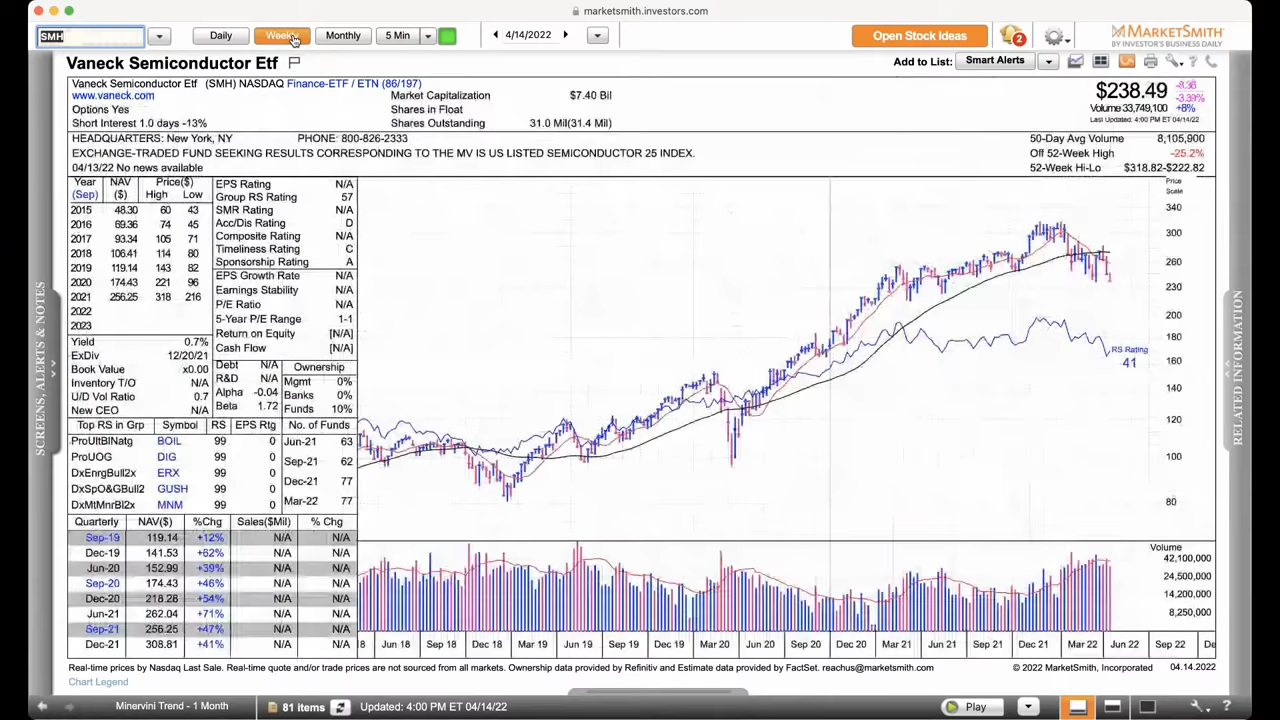 marketsmith.investors.com
SMH
Daily
Weekly
Monthly
5 Min
4/14/2022
Open Stock Ideas
2
MARKETSMITH
BY INVESTOR'S BUSINESS DAILY
Vaneck Semiconductor Etf
Add to List:
Smart Alerts
Vaneck Semiconductor Etf (SMH) NASDAQ Finance-ETF / ETN (86/197)
www.vaneck.com
Options Yes
Short Interest 1.0 days -13%
Market Capitalization $7.40 Bil
Shares in Float
Shares Outstanding 31.0 Mil(31.4 Mil)
$238.49
-8.36
-3.39%
Volume 33,749,100 +8%
Last Updated: 4:00 PM ET 04/14/22
HEADQUARTERS: New York, NY PHONE: 800-826-2333
EXCHANGE-TRADED FUND SEEKING RESULTS CORRESPONDING TO THE MV IS US LISTED SEMICONDUCTOR 25 INDEX.
04/13/22 No news available
50-Day Avg Volume 8,105,900
Off 52-Week High -25.2%
52-Week Hi-Lo $318.82-$222.82
Year NAV Price($)
(Sep) ($) High Low
2015 48.30 60 43
2016 69.36 74 45
2017 93.34 105 71
2018 106.41 114 80
2019 119.14 143 82
2020 174.43 221 96
2021 256.25 318 216
2022
2023
Yield 0.7%
ExDiv 12/20/21
Book Value x0.00
Inventory T/O N/A
U/D Vol Ratio 0.7
New CEO N/A
EPS Rating N/A
Group RS Rating 57
SMR Rating N/A
Acc/Dis Rating D
Composite Rating N/A
Timeliness Rating C
Sponsorship Rating A
EPS Growth Rate N/A
Earnings Stability N/A
P/E Ratio N/A
5-Year P/E Range 1-1
Return on Equity [N/A]
Cash Flow [N/A]
Debt N/A
R&D N/A
Alpha -0.04
Beta 1.72
Ownership
Mgmt 0%
Banks 0%
Funds 10%
Top RS in Grp Symbol RS EPS Rtg
ProUltBlNatg BOIL 99 0
ProUOG DIG 99 0
DxEnrgBull2x ERX 99 0
DxSpO&GBull2 GUSH 99 0
DxMtMnrBl2x MNM 99 0
No. of Funds
Jun-21 63
Sep-21 62
Dec-21 77
Mar-22 77
Quarterly NAV($) %Chg Sales($Mil) % Chg
Sep-19 119.14 +12% N/A N/A
Dec-19 141.53 +62% N/A N/A
Jun-20 152.99 +39% N/A N/A
Sep-20 174.43 +46% N/A N/A
Dec-20 218.28 +54% N/A N/A
Jun-21 262.04 +71% N/A N/A
Sep-21 256.25 +47% N/A N/A
Dec-21 308.81 +41% N/A N/A
Price
Scale
340
300
260
230
200
180
160
140
120
100
80
RS Rating
41
Volume
42,100,000
24,500,000
14,200,000
8,250,000
8 Jun 18 Sep 18 Dec 18 Mar 19 Jun 19 Sep 19 Dec 19 Mar 20 Jun 20 Sep 20 Dec 20 Mar 21 Jun 21 Sep 21 Dec 21 Mar 22 Jun 22 Sep 22 De
SCREENS, ALERTS & NOTES
RELATED INFORMATION
Real-time prices by Nasdaq Last Sale. Real-time quote and/or trade prices are not sourced from all markets. Ownership data provided by Refinitiv and Estimate data provided by FactSet. reachus@marketsmith.com
© 2022 MarketSmith, Incorporated 04.14.2022
Chart Legend
Minervini Trend - 1 Month
81 items
Updated: 4:00 PM ET 04/14/22
Play